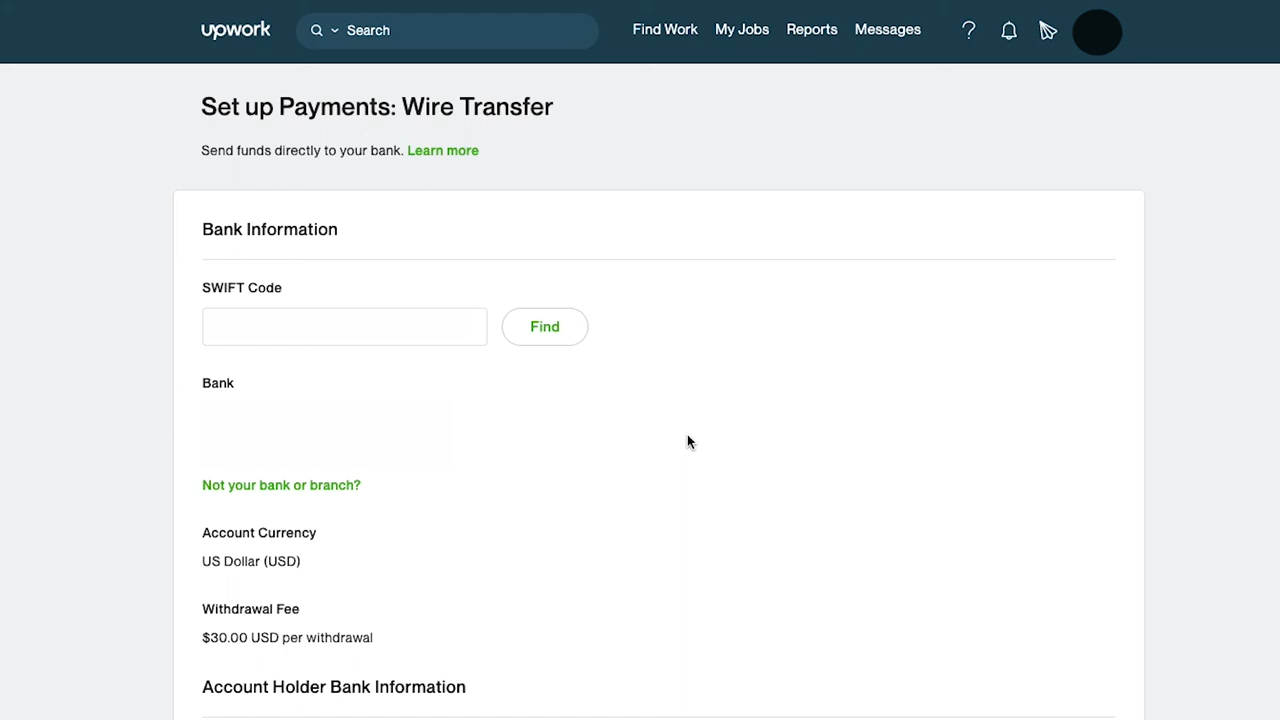 upwork
Search
Find Work
My Jobs
Reports
Messages
Set up Payments: Wire Transfer
Send funds directly to your bank. Learn more
Bank Information
SWIFT Code
Find
Bank
Not your bank or branch?
Account Currency
US Dollar (USD)
Withdrawal Fee
$30.00 USD per withdrawal
Account Holder Bank Information